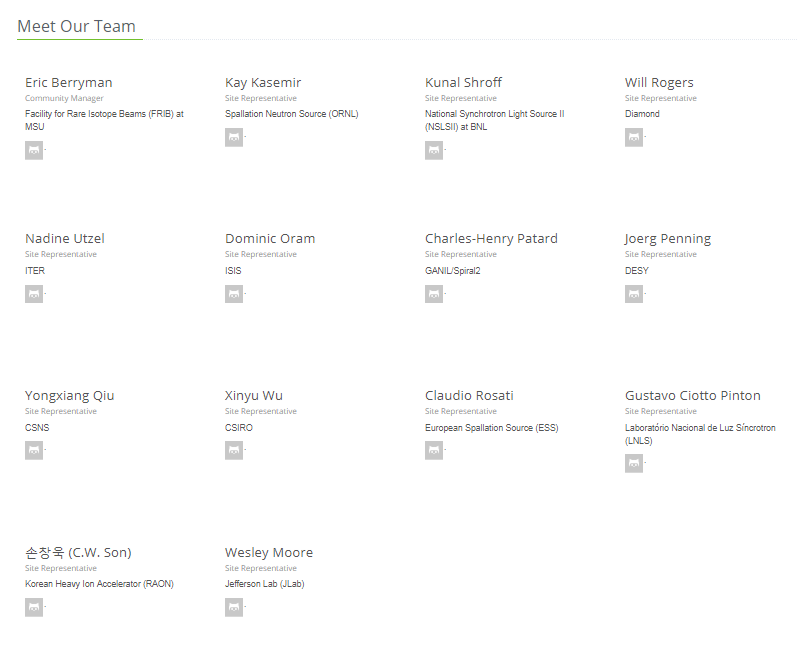 Meet Our Team
Eric Berryman
Community Manager
Facility for Rare Isotope Beams (FRIB) at
MSU
-
Kay Kasemir
Site Representative
Spallation Neutron Source (ORNL)
-
Kunal Shroff
Site Representative
National Synchrotron Light Source II
(NSLSII) at BNL
-
Will Rogers
Site Representative
Diamond
-
Nadine Utzel
Site Representative
ITER
-
Dominic Oram
Site Representative
ISIS
-
Charles-Henry Patard
Site Representative
GANIL/Spiral2
-
Joerg Penning
Site Representative
DESY
-
Yongxiang Qiu
Site Representative
CSNS
-
Xinyu Wu
Site Representative
CSIRO
-
Claudio Rosati
Site Representative
European Spallation Source (ESS)
-
Gustavo Ciotto Pinton
Site Representative
Laboratório Nacional de Luz Síncrotron
(LNLS)
-
손창욱 (C.W. Son)
Site Representative
Korean Heavy Ion Accelerator (RAON)
-
Wesley Moore
Site Representative
Jefferson Lab (JLab)
-